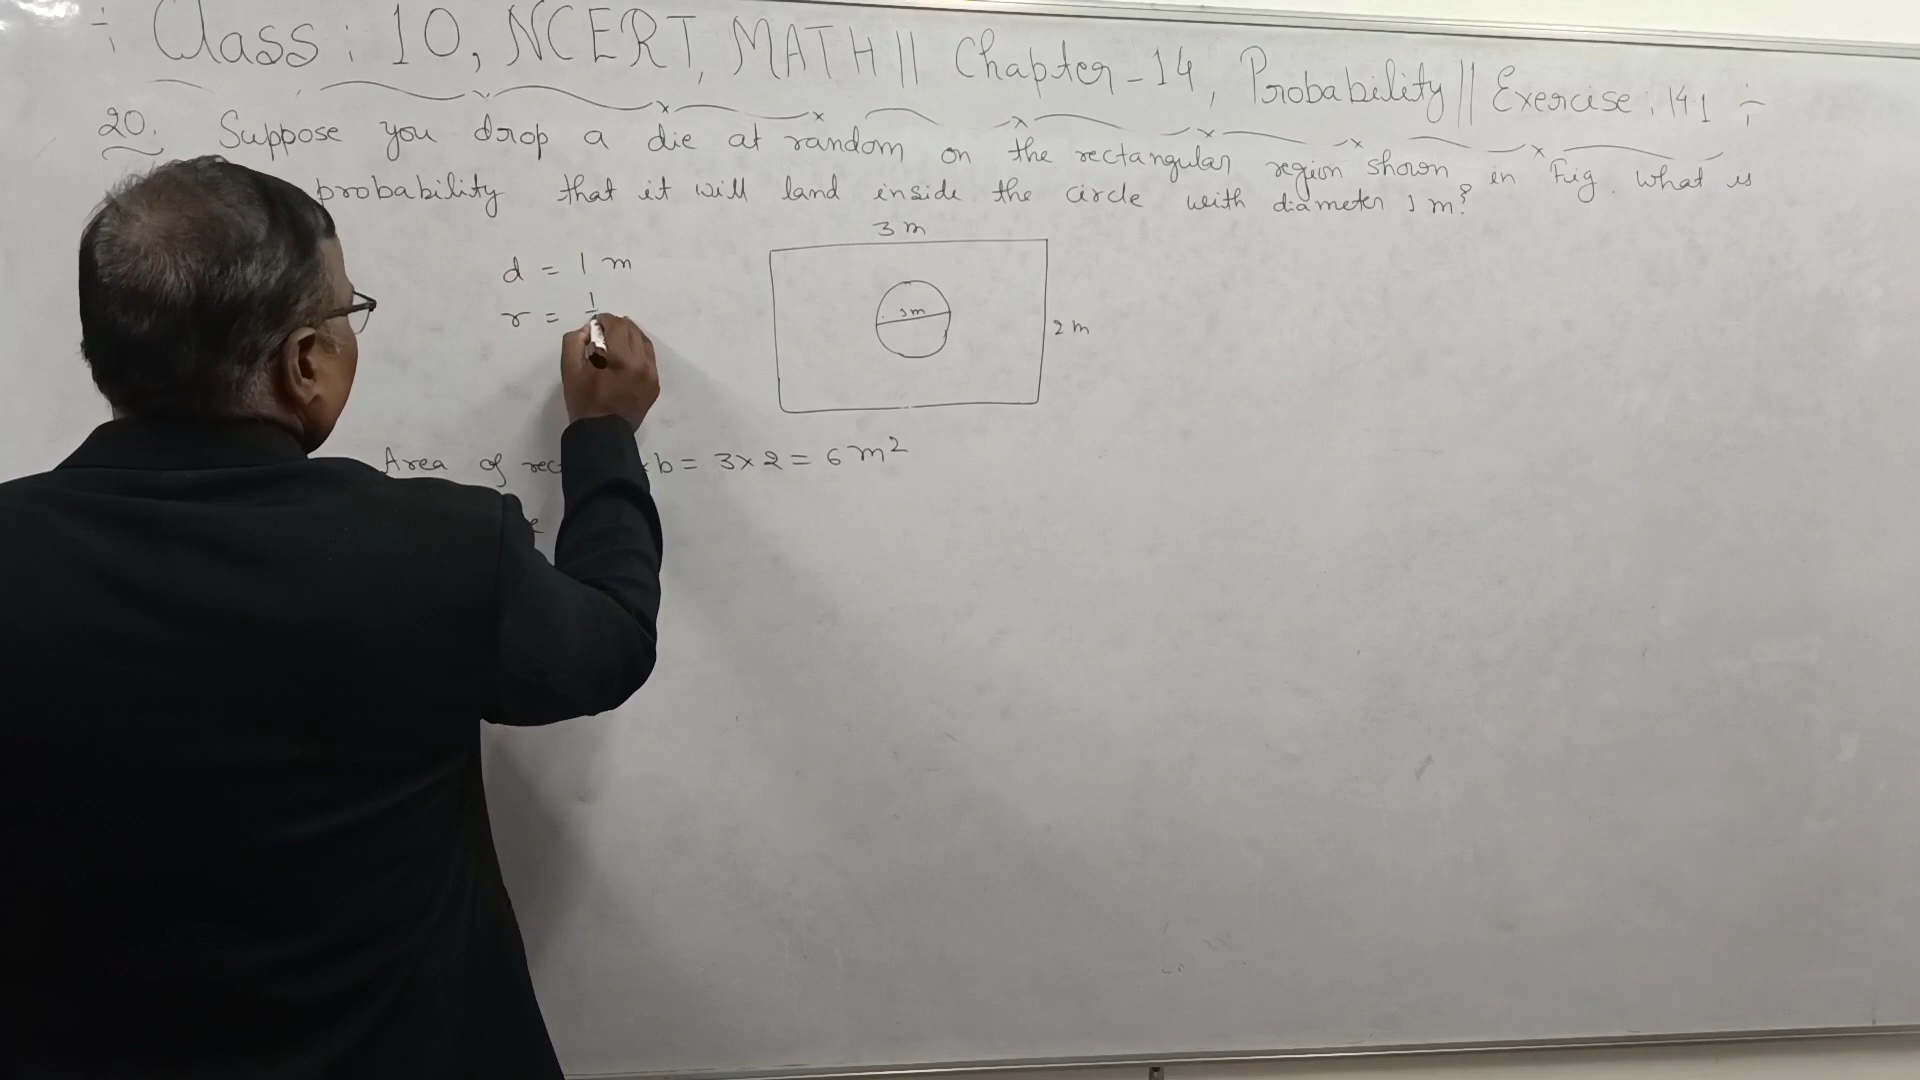 ÷ Class : 10, NCERT, MATH || Chapter - 14, Probability || Exercise : 14.1 ÷
20. Suppose you drop a die at random on the rectangular region shown in Fig. What is
probability that it will land inside the circle with diameter 1 m?
3 m
d = 1 m
r = 1
1m
2 m
Area of b = 3 × 2 = 6 m²